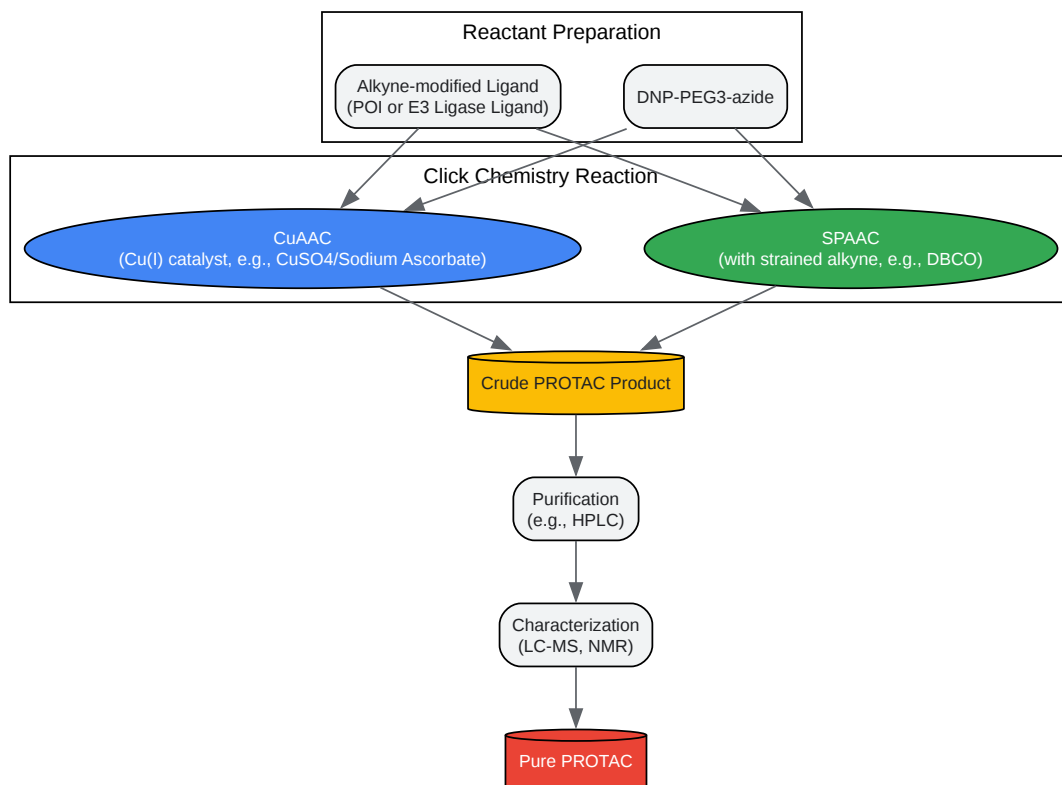 Reactant Preparation
Alkyne-modified Ligand
(POI or E3 Ligase Ligand)
DNP-PEG3-azide
Click Chemistry Reaction
CuAAC
(Cu(I) catalyst, e.g., CuSO4/Sodium Ascorbate)
SPAAC
(with strained alkyne, e.g., DBCO)
Crude PROTAC Product
Purification
(e.g., HPLC)
Characterization
(LC-MS, NMR)
Pure PROTAC